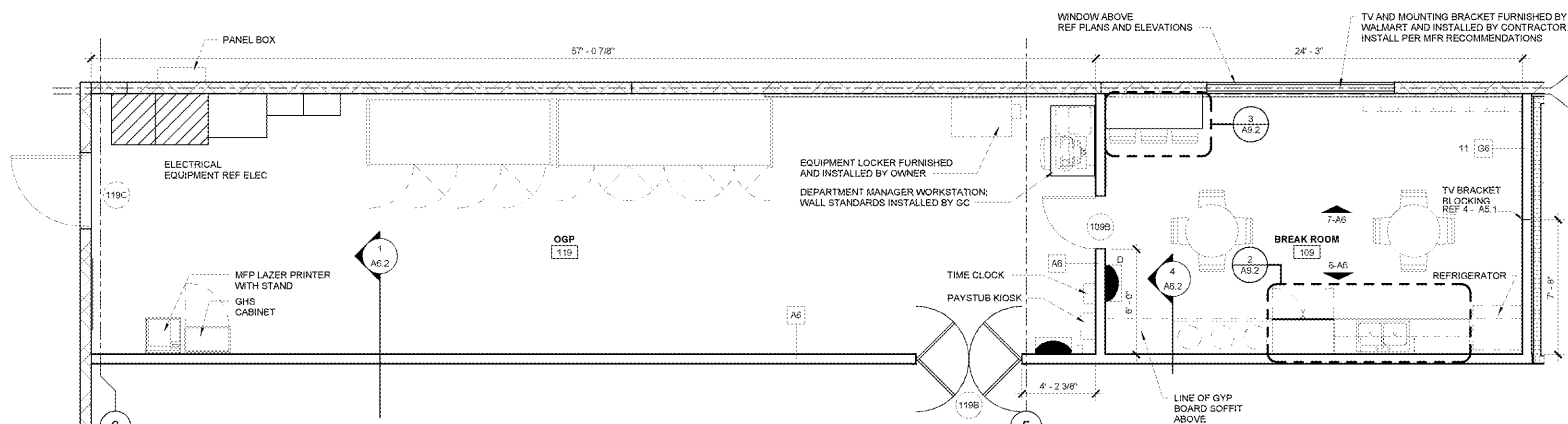 WINDOW ABOVE
REF PLANS AND ELEVATIONS
TV AND MOUNTING BRACKET FURNISHED BY
WALMART AND INSTALLED BY CONTRACTOR
INSTALL PER MFR RECOMMENDATIONS
PANEL BOX
57' - 0 7/8"
24' - 3"
3
A9.2
ELECTRICAL
EQUIPMENT REF ELEC
119C
EQUIPMENT LOCKER FURNISHED
AND INSTALLED BY OWNER
DEPARTMENT MANAGER WORKSTATION;
WALL STANDARDS INSTALLED BY GC
11
G6
TV BRACKET
BLOCKING
REF 4 - A5.1
7-A6
109B
OGP
119
BREAK ROOM
109
1
A6.2
A6
D
4
A6.2
2
A9.2
6-A6
MFP LAZER PRINTER
WITH STAND
GHS
CABINET
TIME CLOCK
PAYSTUB KIOSK
REFRIGERATOR
6' - 0"
7' - 8"
A6
4' - 2 3/8"
119B
LINE OF GYP
BOARD SOFFIT
ABOVE